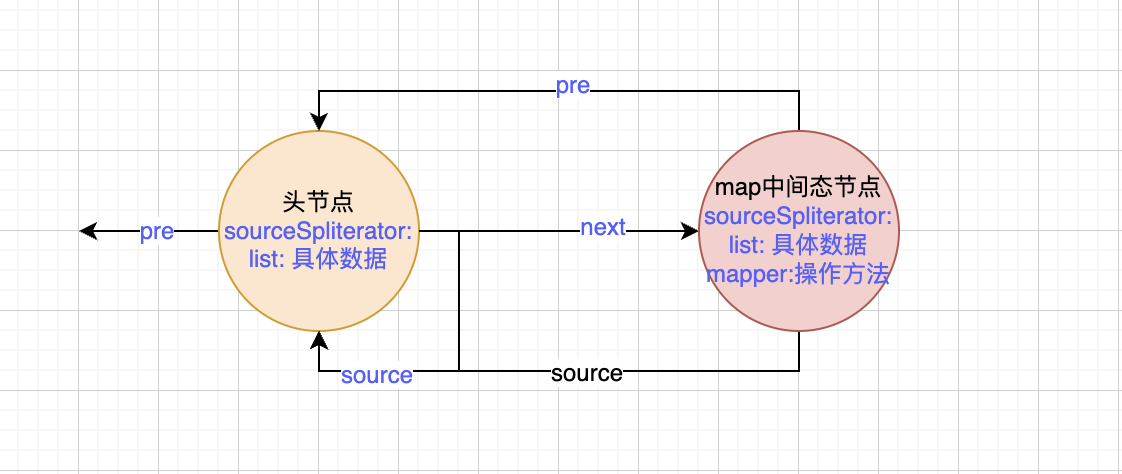 pre
头节点
sourceSpliterator:
list: 具体数据
pre
next
map中间态节点
sourceSpliterator:
list: 具体数据
mapper:操作方法
source
source